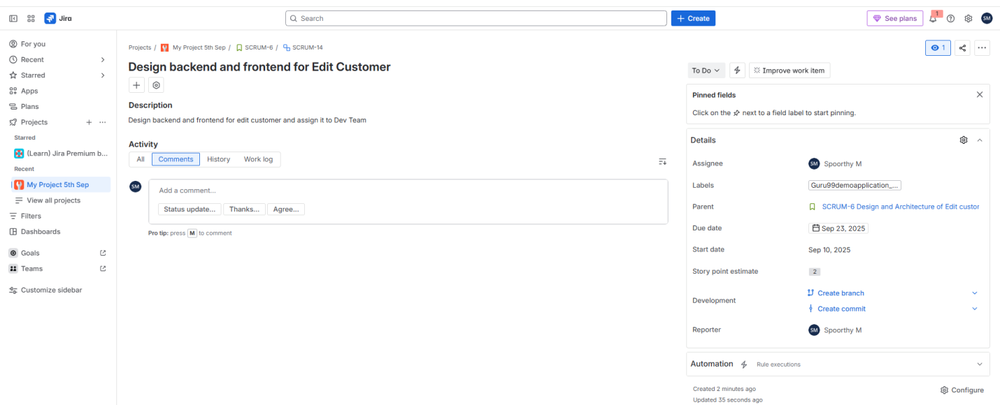 Jira
Search
+ Create
See plans
1
SM
For you
Recent
Starred
Apps
Plans
Projects
Starred
(Learn) Jira Premium b...
Recent
My Project 5th Sep
View all projects
Filters
Dashboards
Goals
Teams
Customize sidebar
Projects / My Project 5th Sep / SCRUM-6 / SCRUM-14
1
Design backend and frontend for Edit Customer
Description
Design backend and frontend for edit customer and assign it to Dev Team
Activity
All Comments History Work log
SM
Add a comment...
Status update... Thanks... Agree...
Pro tip: press M to comment
To Do
Improve work item
Pinned fields
Click on the next to a field label to start pinning.
Details
Assignee SM Spoorthy M
Labels Guru99demoapplication_...
Parent SCRUM-6 Design and Architecture of Edit custor
Due date Sep 23, 2025
Start date Sep 10, 2025
Story point estimate 2
Development
Create branch
Create commit
Reporter SM Spoorthy M
Automation Rule executions
Created 2 minutes ago
Updated 35 seconds ago
Configure